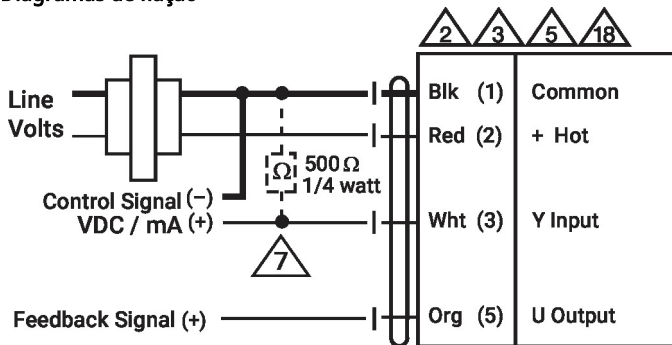 Diagramas de fiação
2 3 5 18
Line Volts
Blk (1) Common
Red (2) + Hot
Ω 500 Ω
1/4 watt
Control Signal (–)
VDC / mA (+)
Wht (3) Y Input
7
Feedback Signal (+)
Org (5) U Output